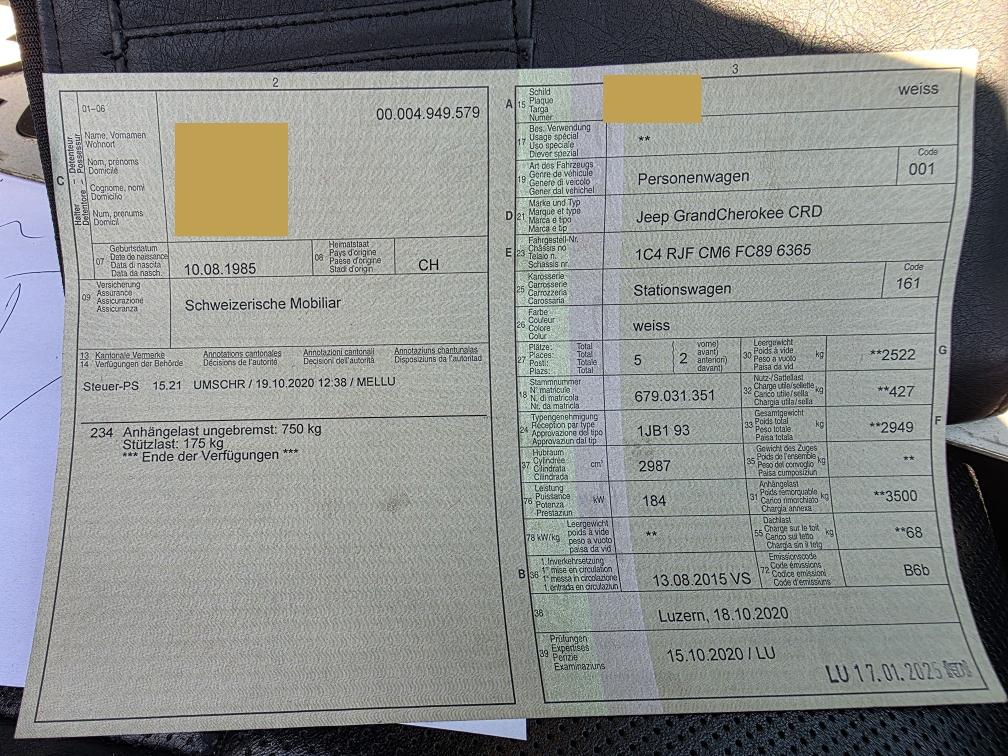 2
01-06
00.004.949.579
C
Halter – Détenteur
Detentore – Possessur
Name, Vornamen
Wohnort
Nom, prénoms
Domicile
Cognome, nomi
Domicilio
Num, prenums
Domicil
07
Geburtsdatum
Date de naissance
Data di nascita
Data da nasch.
10.08.1985
08
Heimatstaat
Pays d'origine
Paese d'origine
Stadi d'origin
CH
09
Versicherung
Assurance
Assicurazione
Assicuranza
Schweizerische Mobiliar
13 Kantonale Vermerke Annotations cantonales Annotazioni cantonali Annotaziuns chantunalas
14 Verfügungen der Behörde Décisions de l'autorité Decisioni dell'autorità Disposiziuns da l'autoritad
Steuer-PS 15.21 UMSCHR / 19.10.2020 12:38 / MELLU
234 Anhängelast ungebremst: 750 kg
Stützlast: 175 kg
*** Ende der Verfügungen ***
3
A 15
Schild
Plaque
Targa
Numer
weiss
17
Bes. Verwendung
Usage spécial
Uso speciale
Diever spezial
**
19
Art des Fahrzeugs
Genre de véhicule
Genere di veicolo
Gener dal vehichel
Personenwagen
Code
001
D 21
Marke und Typ
Marque et type
Marca e tipo
Marca e tip
Jeep GrandCherokee CRD
E 23
Fahrgestell-Nr.
Châssis no
Telaio n.
Schassis nr.
1C4 RJF CM6 FC89 6365
25
Karosserie
Carrosserie
Carrozzeria
Carossaria
Stationswagen
Code
161
26
Farbe
Couleur
Colore
Colur
weiss
27
Plätze: Total
Places: Total
Posti: Totale
Plazs: Total
5
2
vorne)
avant)
anteriori)
davant)
30
Leergewicht
Poids à vide
Peso a vuoto
Paisa da vid
kg
**2522
G
18
Stammnummer
N° matricule
N. di matricola
Nr. da matricla
679.031.351
32
Nutz-/Sattellast
Charge utile/sellette
Carico utile/sella
Chargia utila/sella
kg
**427
24
Typengenehmigung
Réception par type
Approvazione del tipo
Approvaziun dal tip
1JB1 93
33
Gesamtgewicht
Poids total
Peso totale
Paisa totala
kg
**2949
F
37
Hubraum
Cylindrée
Cilindrata
Cilindrada
cm³
2987
35
Gewicht des Zuges
Poids de l'ensemble
Peso del convoglio
Paisa cumposiziun
kg
**
76
Leistung
Puissance
Potenza
Prestaziun
kW
184
31
Anhängelast
Poids remorquable
Carico rimorchiato
Chargia annexa
kg
**3500
78 kW/kg
Leergewicht
poids à vide
peso a vuoto
paisa da vid
**
55
Dachlast
Charge sur le toit
Carico sul tetto
Chargia sin il tetg
kg
**68
B 36
1. Inverkehrsetzung
1re mise en circulation
1a messa in circolazione
1. entrada en circulaziun
13.08.2015 VS
72
Emissionscode
Code émissions
Codice emissioni
Code d'emissiuns
B6b
38
Luzern, 18.10.2020
39
Prüfungen
Expertises
Perizie
Examinaziuns
15.10.2020 / LU
LU 17.01.2025